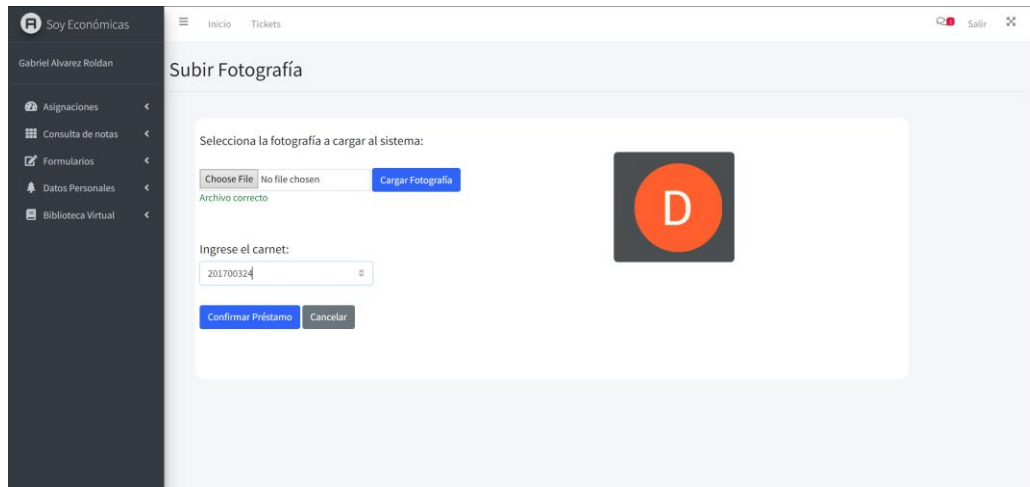 Soy Económicas
Inicio Tickets
Salir
Gabriel Alvarez Roldan
Subir Fotografía
Asignaciones
Consulta de notas
Formularios
Datos Personales
Biblioteca Virtual
Selecciona la fotografía a cargar al sistema:
Choose File No file chosen Cargar Fotografía
Archivo correcto
D
Ingrese el carnet:
201700324
Confirmar Préstamo Cancelar